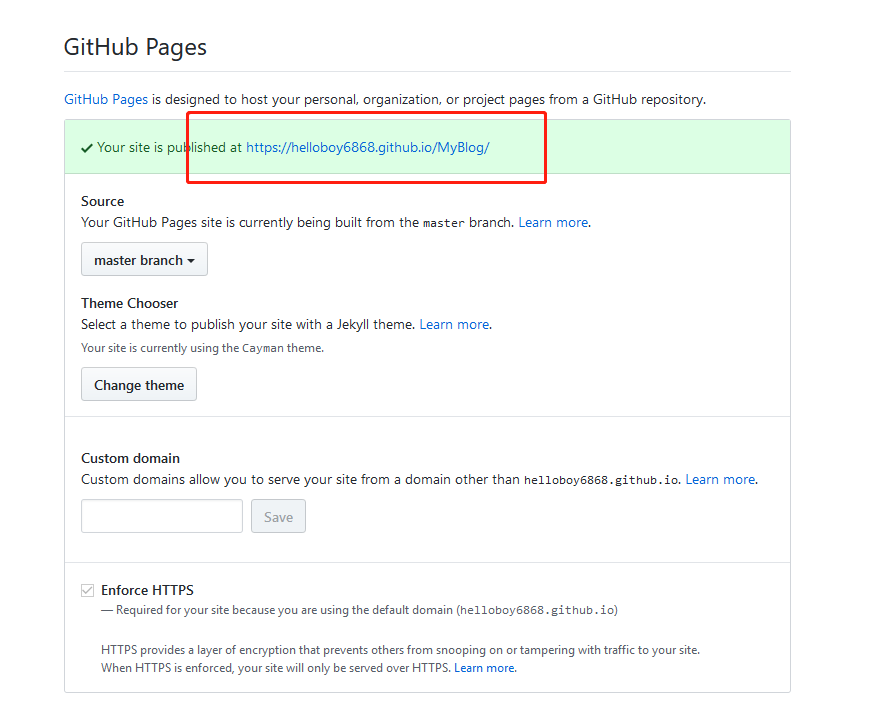 GitHub Pages
GitHub Pages is designed to host your personal, organization, or project pages from a GitHub repository.
Your site is published at https://helloboy6868.github.io/MyBlog/
Source
Your GitHub Pages site is currently being built from the master branch. Learn more.
master branch
Theme Chooser
Select a theme to publish your site with a Jekyll theme. Learn more.
Your site is currently using the Cayman theme.
Change theme
Custom domain
Custom domains allow you to serve your site from a domain other than helloboy6868.github.io. Learn more.
Save
Enforce HTTPS
— Required for your site because you are using the default domain (helloboy6868.github.io)
HTTPS provides a layer of encryption that prevents others from snooping on or tampering with traffic to your site.
When HTTPS is enforced, your site will only be served over HTTPS. Learn more.